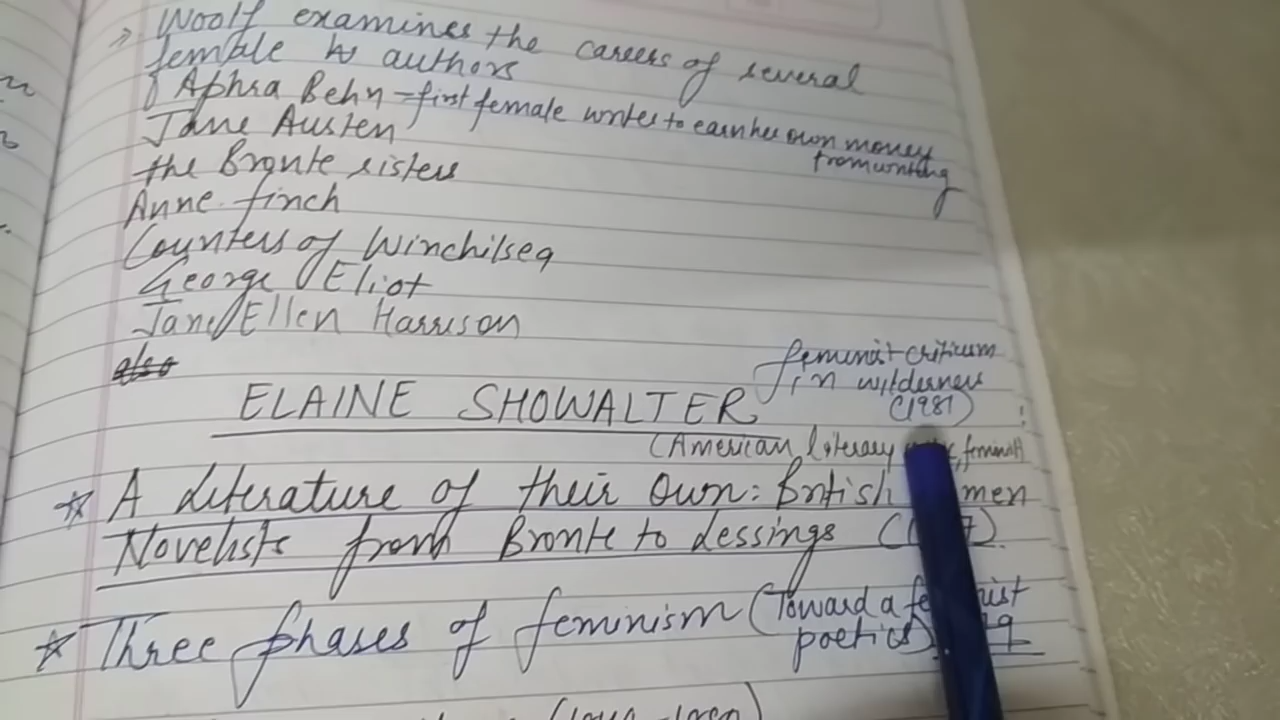 » Woolf examines the careers of several
female authors
Aphra Behn - first female writer to earn her own money
from writing
Jane Austen
the Bronte sisters
Anne finch
Counters of Winchilsea
George Eliot
Jane Ellen Harrison
also
feminist criticism
in wilderness
(1981)
ELAINE SHOWALTER
(American literary feminist
☆ A Literature of their Own: British men
Novelists from Bronte to Lessings (
☆ Three phases of feminism (Toward a
poetics)